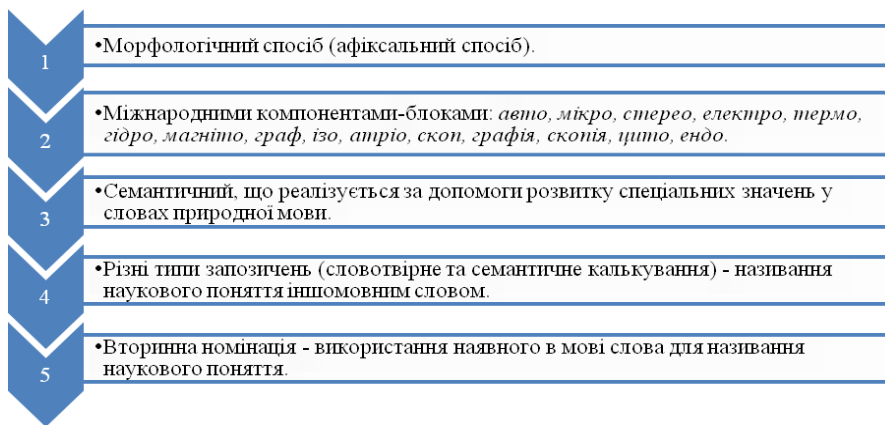 1
•Морфологічний спосіб (афіксальний спосіб).
2
•Міжнародними компонентами-блоками: авто, мікро, стерео, електро, термо,
гідро, магніто, граф, ізо, атріо, скоп, графія, скопія, цито, ендо.
3
•Семантичний, що реалізується за допомоги розвитку спеціальних значень у
словах природної мови.
4
•Різні типи запозичень (словотвірне та семантичне калькування) - називання
наукового поняття іншомовним словом.
5
•Вторинна номінація - використання наявного в мові слова для називання
наукового поняття.